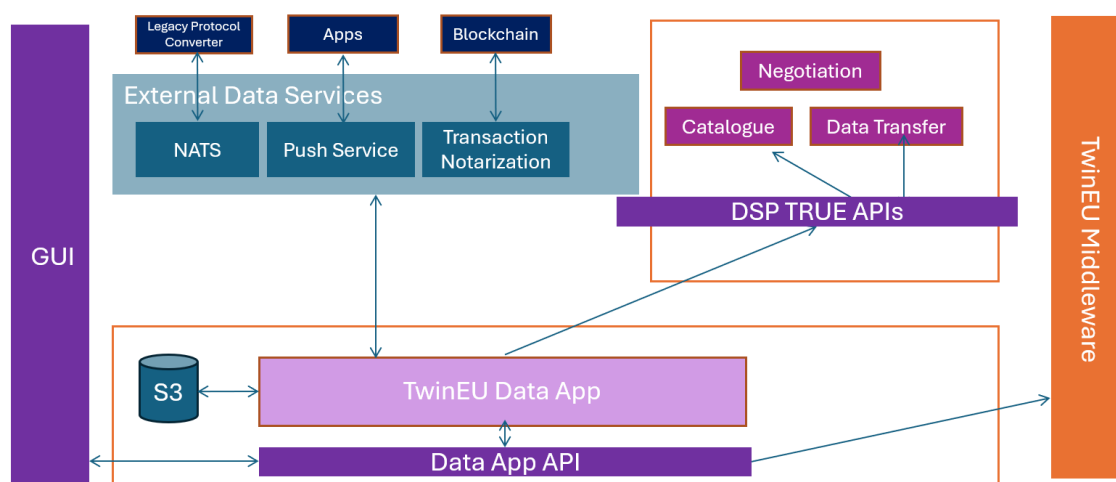 Legacy Protocol
Converter
Apps
Blockchain
Negotiation
External Data Services
Catalogue
Data Transfer
NATS
Push Service
Transaction
Notarization
DSP TRUE APIs
GUI
TwinEU Middleware
S3
TwinEU Data App
Data App API